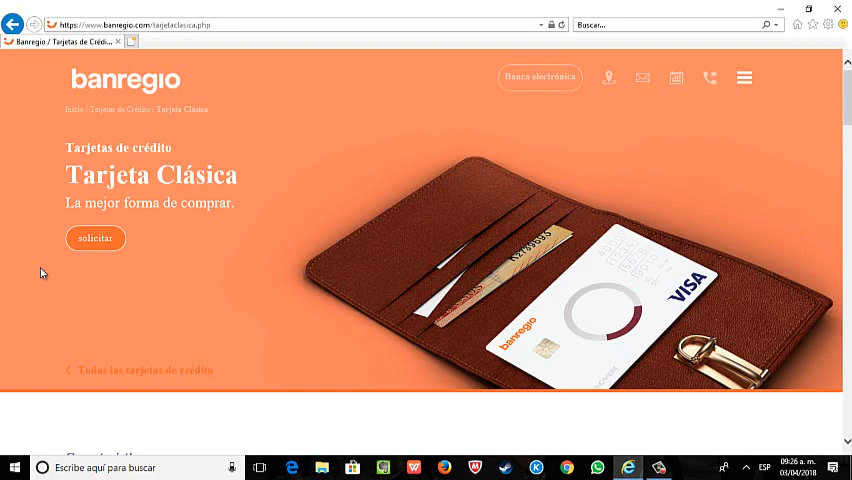 https://www.banregio.com/tarjetaclasica.php
Buscar...
Banregio / Tarjetas de Crédi...
banregio
Banca electrónica
Inicio / Tarjetas de Crédito / Tarjeta Clásica
Tarjetas de crédito
Tarjeta Clásica
La mejor forma de comprar.
solicitar
banregio
VISA
Todas las tarjetas de crédito
Escribe aquí para buscar
ESP
09:26 a. m.
03/04/2018